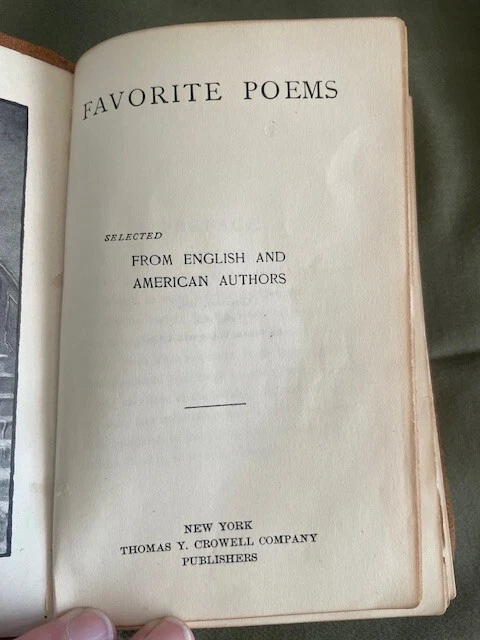 FAVORITE POEMS
SELECTED
FROM ENGLISH AND
AMERICAN AUTHORS
NEW YORK
THOMAS Y. CROWELL COMPANY
PUBLISHERS